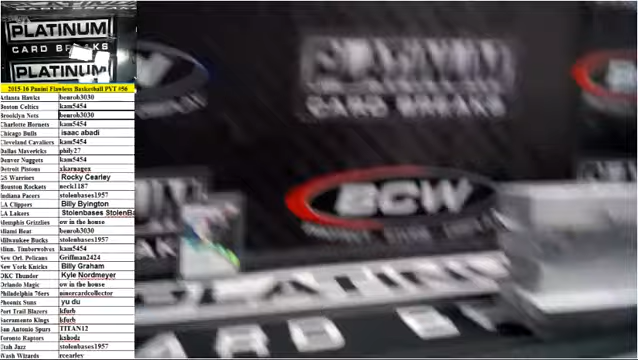 PLATINUM
CARD BREAKS
PLATINUM
2015-16 Panini Flawless Basketball PYT #56
Atlanta Hawks benrob3030
Boston Celtics kam5454
Brooklyn Nets benrob3030
Charlotte Hornets kam5454
Chicago Bulls isaac abadi
Cleveland Cavaliers kam5454
Dallas Mavericks phily27
Denver Nuggets kam5454
Detroit Pistons
GS Warriors Rocky Cearley
Houston Rockets neck1187
Indiana Pacers stolenbases1957
LA Clippers Billy Byington
LA Lakers Stolenbases StolenBa
Memphis Grizzlies ow in the house
Miami Heat benrob3030
Milwaukee Bucks stolenbases1957
Minn. Timberwolves kam5454
New Orl. Pelicans Griffman2424
New York Knicks Billy Graham
OKC Thunder Kyle Nordmeyer
Orlando Magic ow in the house
Philadelphia 76ers ninercardcollector
Phoenix Suns yu du
Port Trail Blazers kfurb
Sacramento Kings kfurb
San Antonio Spurs TITAN12
Toronto Raptors
Utah Jazz stolenbases1957
Wash Wizards rcearley
CARD BREAKS
BCW